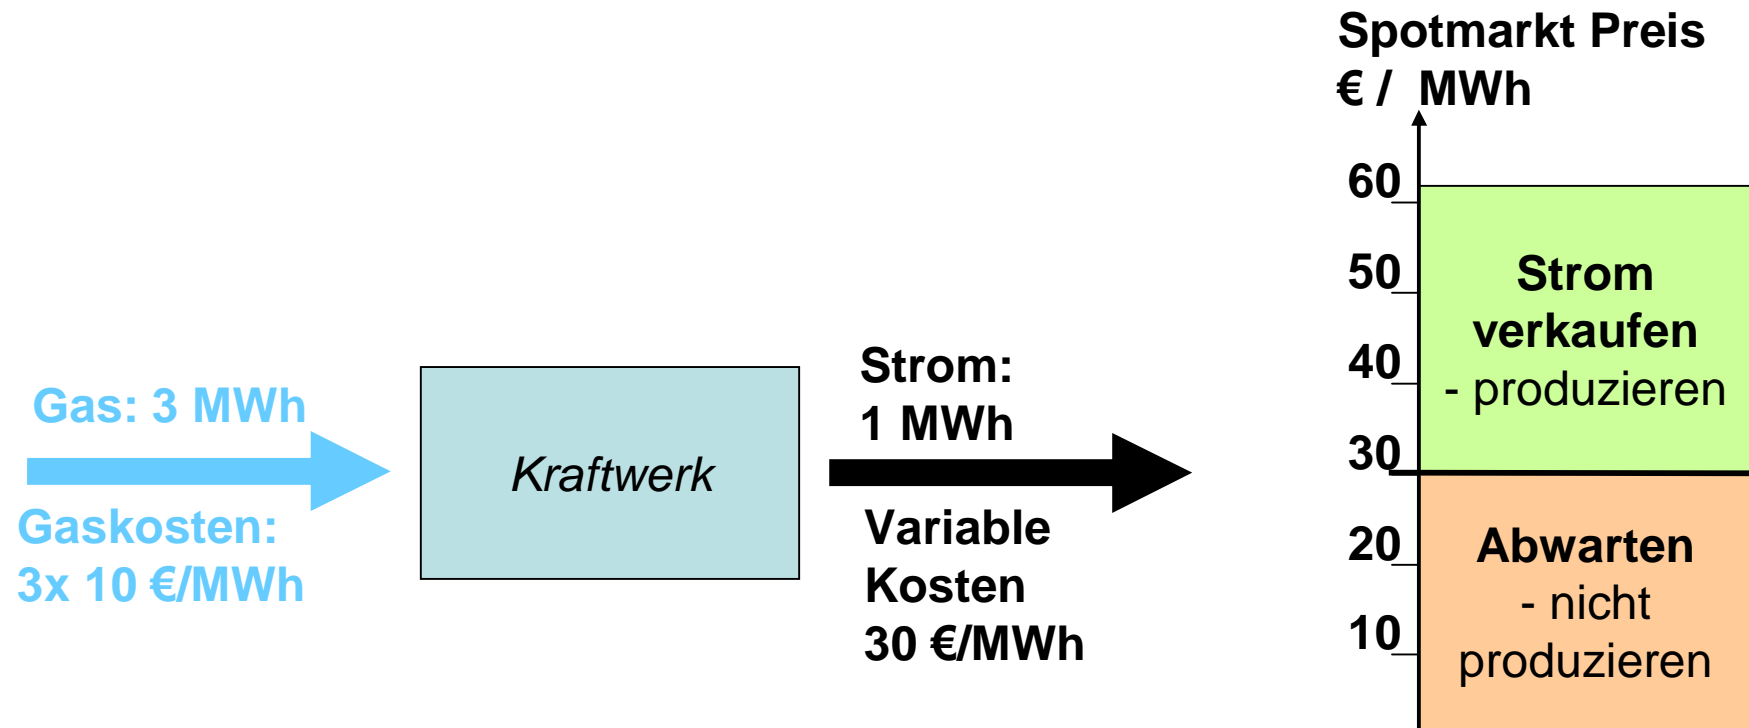 Spotmarkt Preis
€ / MWh
60
50
40
30
20
10
Strom
verkaufen
- produzieren
Abwarten
- nicht
produzieren
Gas: 3 MWh
Gaskosten:
3x 10 €/MWh
Kraftwerk
Strom:
1 MWh
Variable
Kosten
30 €/MWh